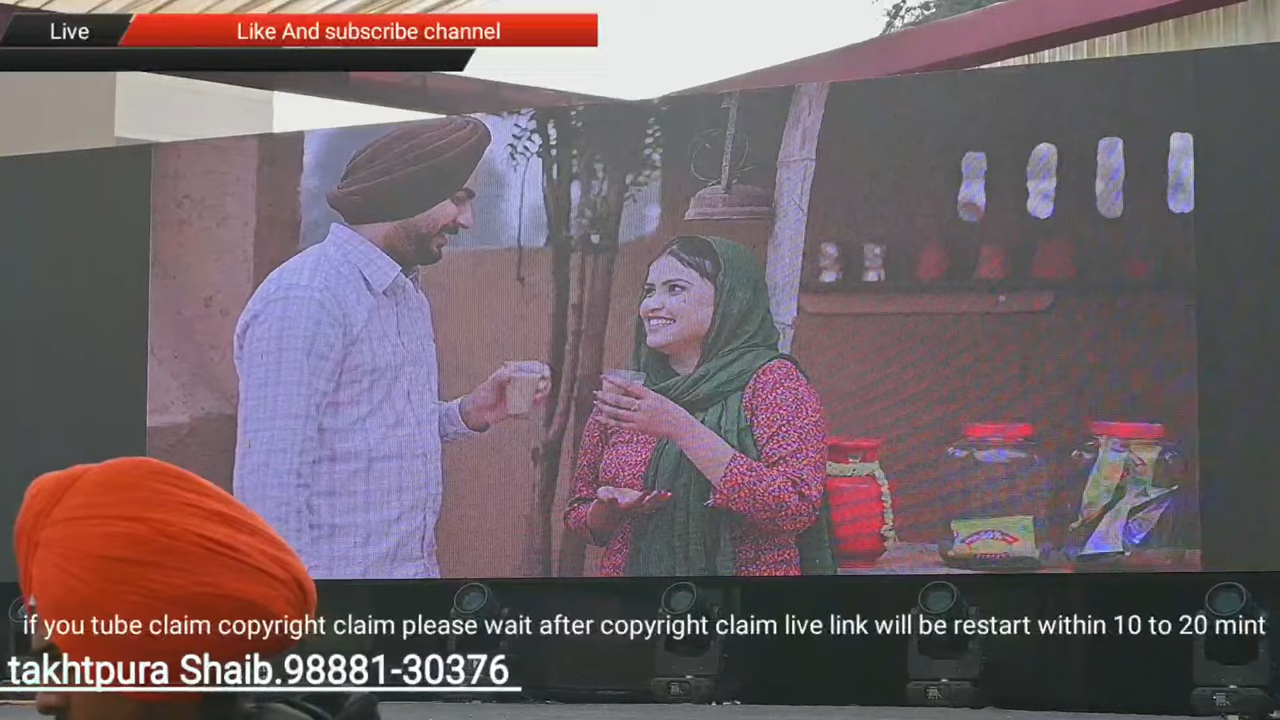 Live
Like And subscribe channel
if you tube claim copyright claim please wait after copyright claim live link will be restart within 10 to 20 mint
takhtpura Shaib.98881-30376